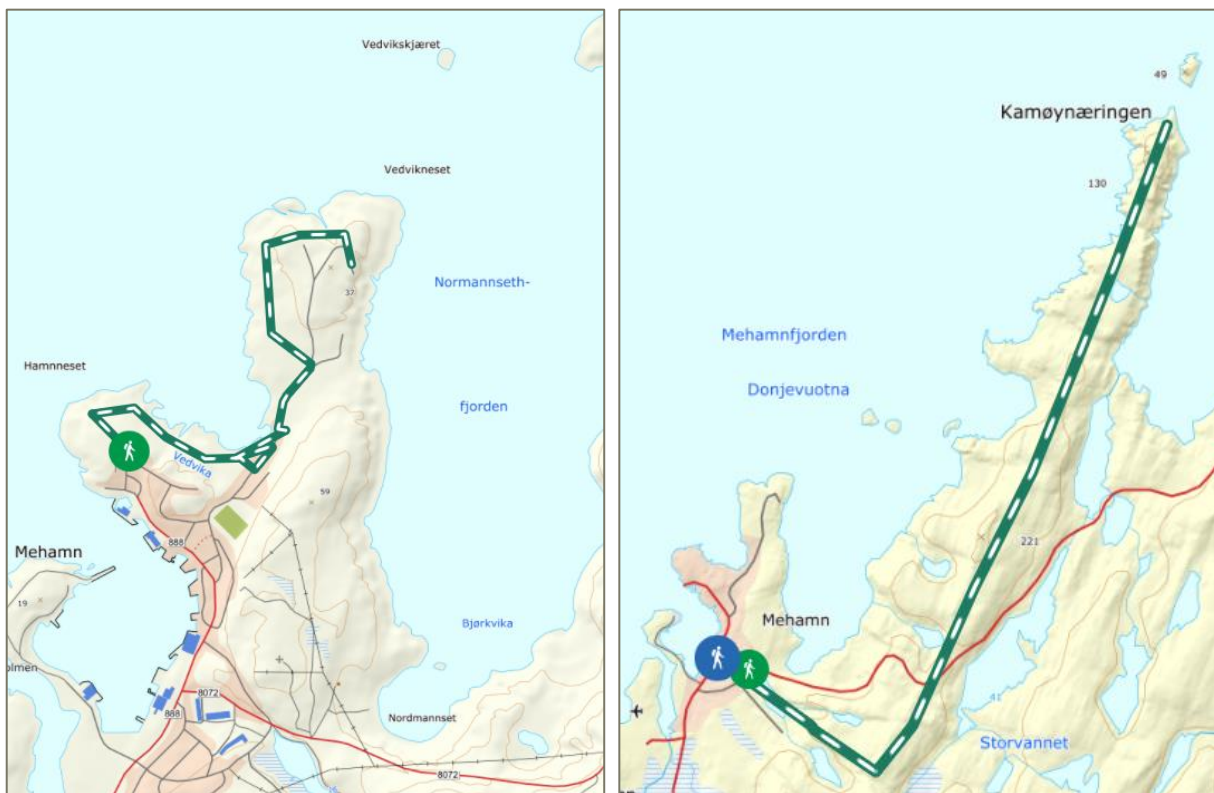 Vedvikskjæret
Vedvikneset
Normannseth-
37
Hamnneset
fjorden
Vedvika
59
888
Mehamn
19
Bjørkvika
olmen
8072
888
Nordmannset
8072
49
Kamøynæringen
130
Mehamnfjorden
Donjevuotna
221
Mehamn
41
Storvannet